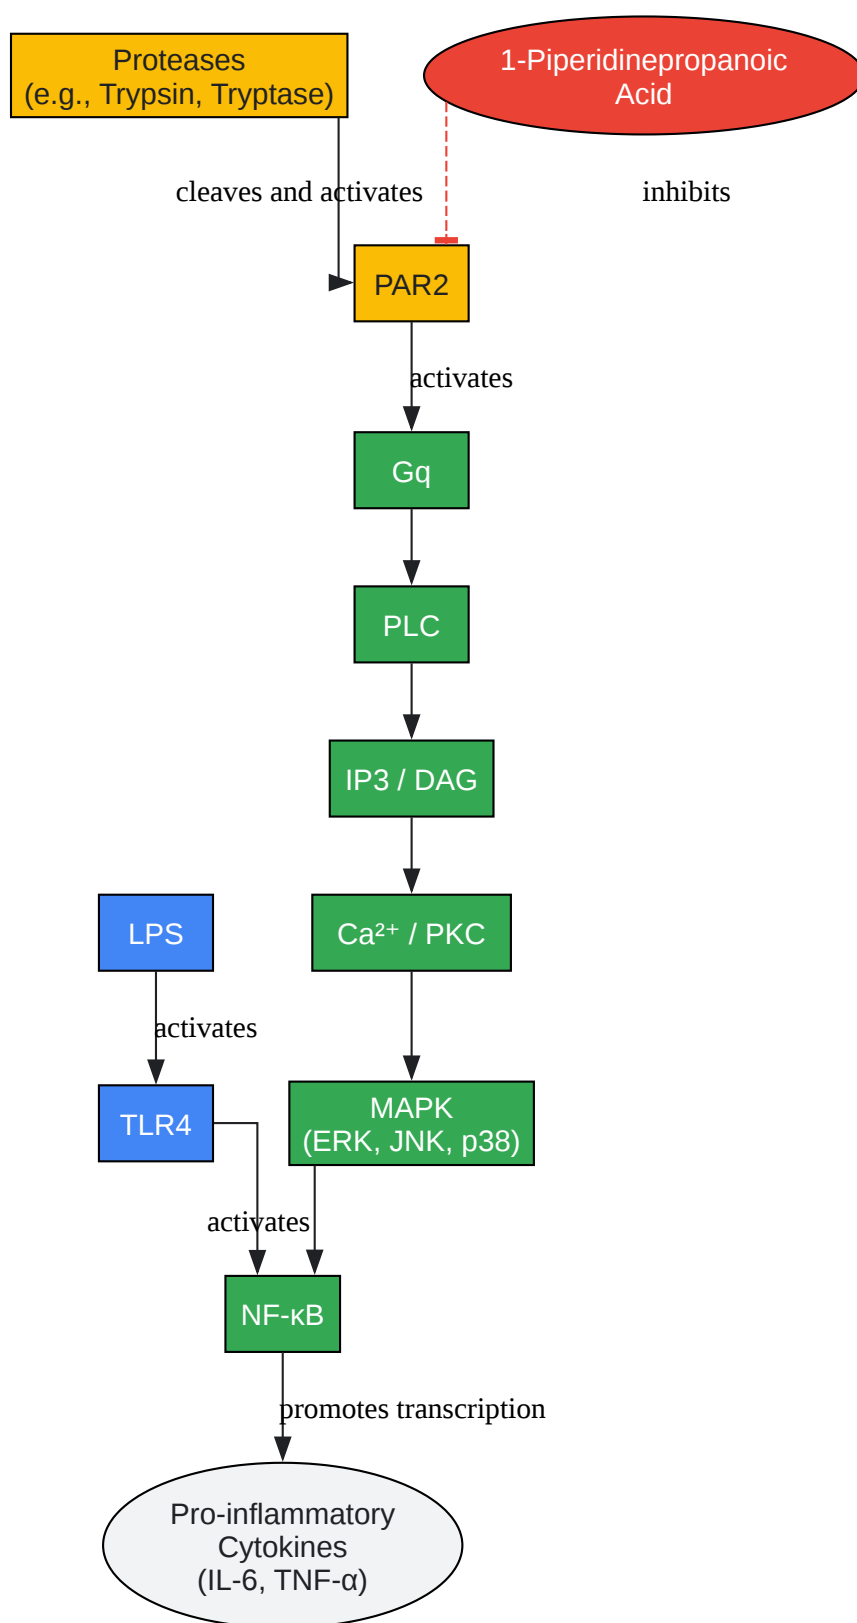 Proteases
(e.g., Trypsin, Tryptase)
1-Piperidinepropanoic
Acid
cleaves and activates
inhibits
PAR2
activates
Gq
PLC
IP3 / DAG
LPS
Ca²⁺ / PKC
activates
TLR4
MAPK
(ERK, JNK, p38)
activates
NF-κB
promotes transcription
Pro-inflammatory
Cytokines
(IL-6, TNF-α)